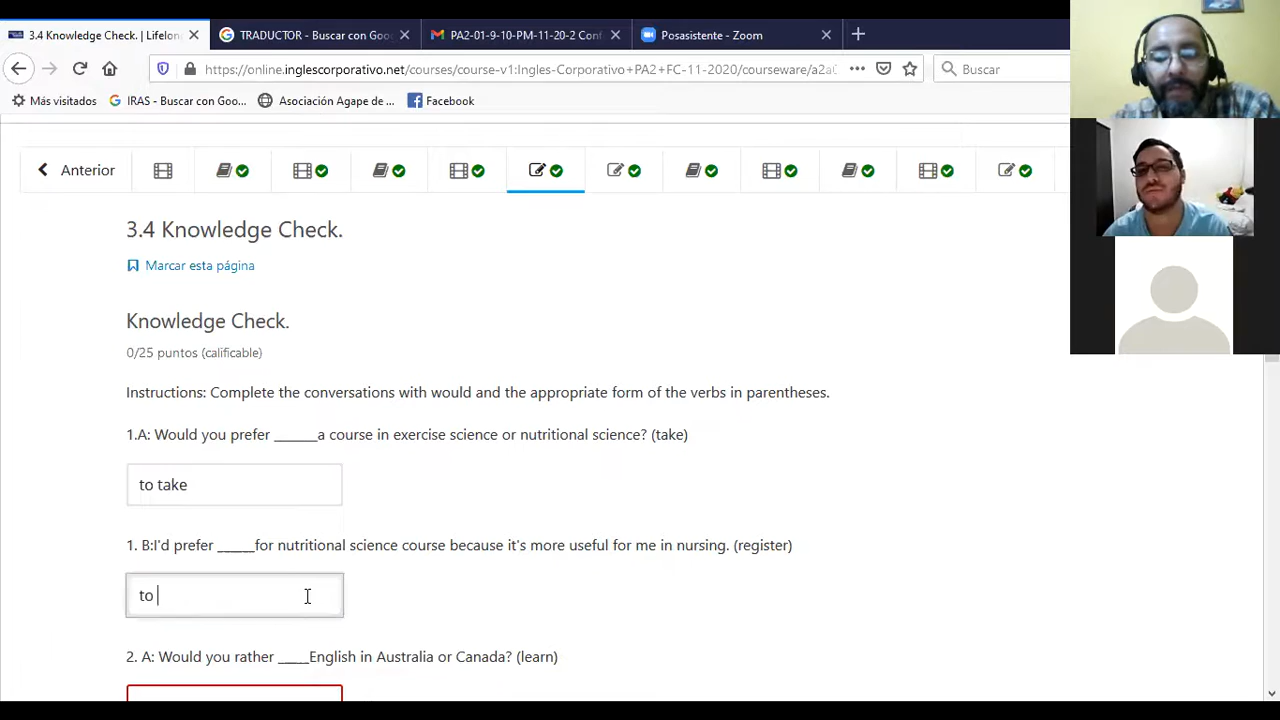 3.4 Knowledge Check. | Lifelon
TRADUCTOR - Buscar con Goo
PA2-01-9-10-PM-11-20-2 Conf
Posasistente - Zoom
https://online.inglescorporativo.net/courses/course-v1:Ingles-Corporativo+PA2+FC-11-2020/courseware/a2a
Buscar
Más visitados
IRAS - Buscar con Goo...
Asociación Agape de ...
Facebook
Anterior
3.4 Knowledge Check.
Marcar esta página
Knowledge Check.
0/25 puntos (calificable)
Instructions: Complete the conversations with would and the appropriate form of the verbs in parentheses.
1.A: Would you prefer _______a course in exercise science or nutritional science? (take)
to take
1. B:I'd prefer ______for nutritional science course because it's more useful for me in nursing. (register)
to
2. A: Would you rather _____English in Australia or Canada? (learn)